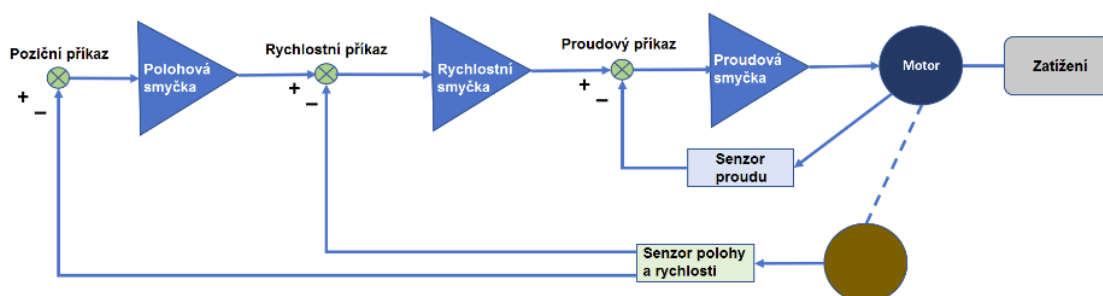 Poziční příkaz
Rychlostní příkaz
Proudový příkaz
Polohová
smyčka
Rychlostní
smyčka
Proudová
smyčka
Motor
Zatížení
+
−
+
−
+
−
Senzor
proudu
Senzor polohy
a rychlosti